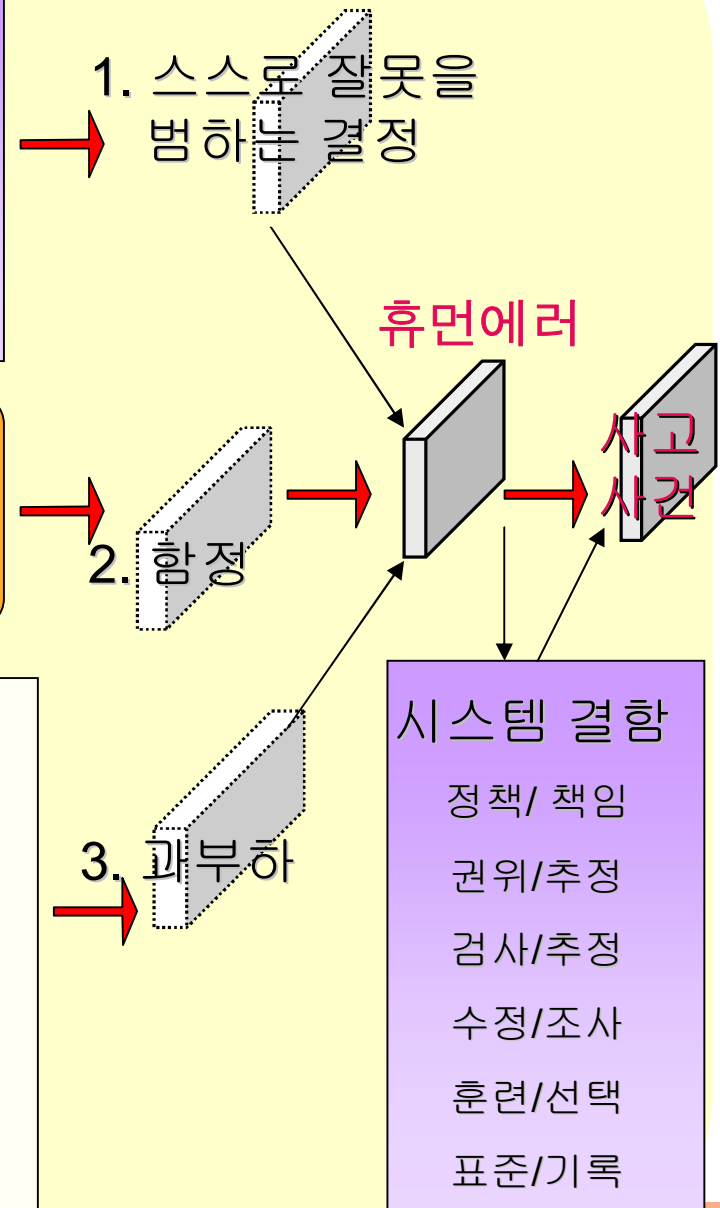 1. 스스로 잘못을
범하는 결정
휴먼에러
사고
사건
2. 함정
3. 과부하
시스템 결함
정책/ 책임
권위/추정
검사/추정
수정/조사
훈련/선택
표준/기록